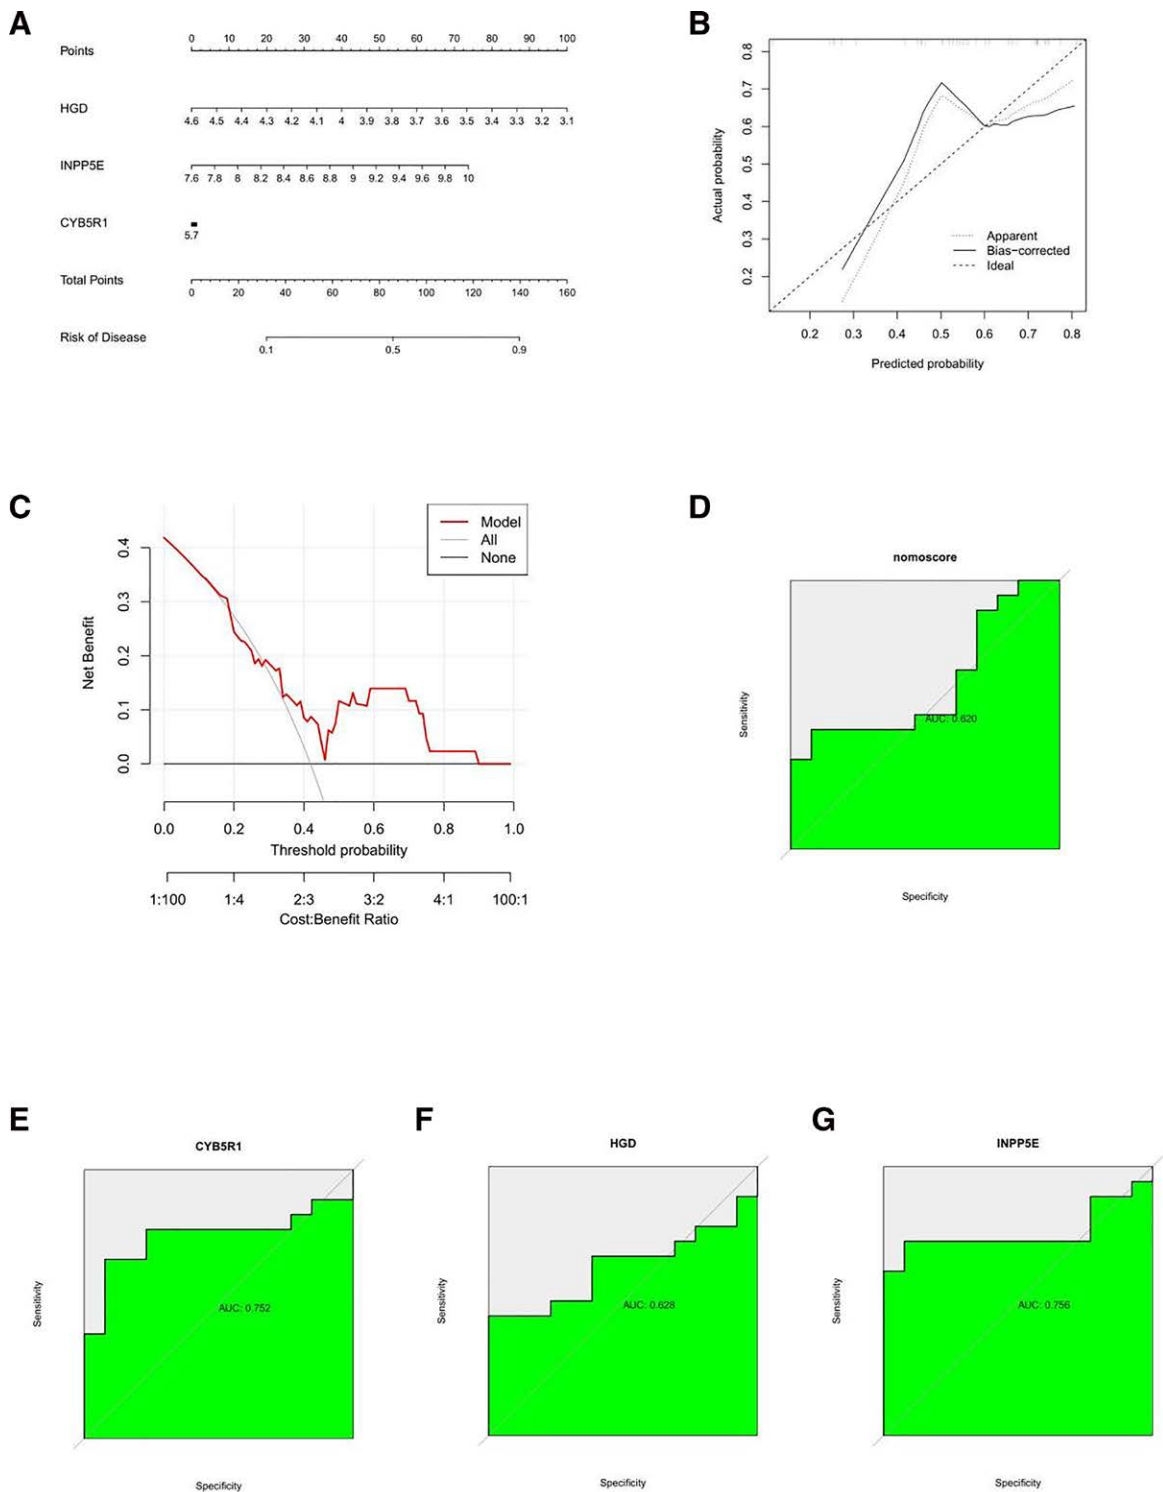 A
Points
0 10 20 30 40 50 60 70 80 90 100
HGD
4.6 4.5 4.4 4.3 4.2 4.1 4 3.9 3.8 3.7 3.6 3.5 3.4 3.3 3.2 3.1
INPP5E
7.6 7.8 8 8.2 8.4 8.6 8.8 9 9.2 9.4 9.6 9.8 10
CYB5R1
5.7
Total Points
0 20 40 60 80 100 120 140 160
Risk of Disease
0.1 0.5 0.9
B
Actual probability
0.8
0.7
0.6
0.5
0.4
0.3
0.2
Apparent
Bias-corrected
Ideal
0.2 0.3 0.4 0.5 0.6 0.7 0.8
Predicted probability
C
Net Benefit
0.4
0.3
0.2
0.1
0.0
Model
All
None
0.0 0.2 0.4 0.6 0.8 1.0
Threshold probability
1:100 1:4 2:3 3:2 4:1 100:1
Cost:Benefit Ratio
D
nomoscore
Sensitivity
AUC: 0.620
Specificity
E
CYB5R1
Sensitivity
AUC: 0.752
Specificity
F
HGD
Sensitivity
AUC: 0.628
Specificity
G
INPP5E
Sensitivity
AUC: 0.756
Specificity